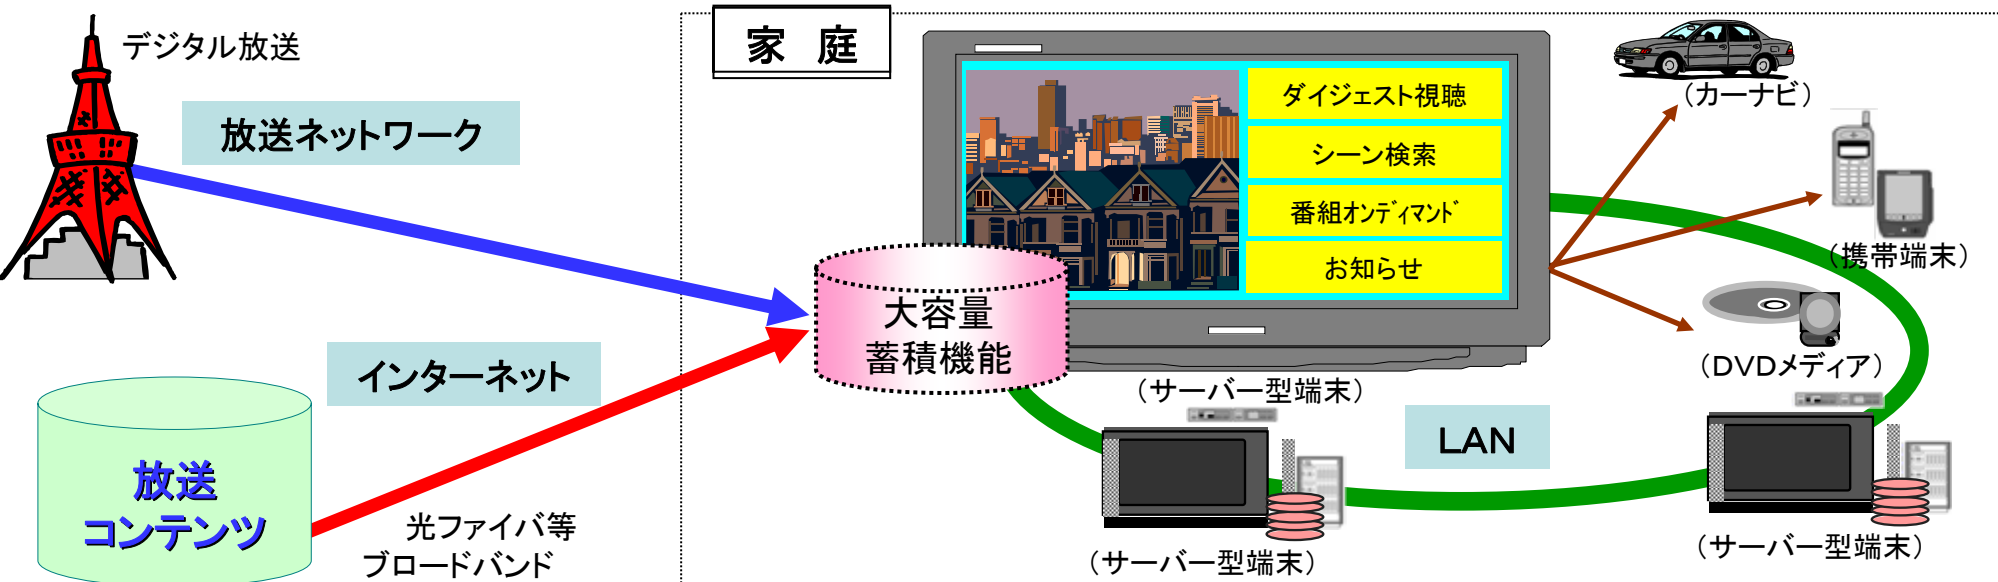 デジタル放送
放送ネットワーク
インターネット
放送
コンテンツ
光ファイバ等
ブロードバンド
家 庭
ダイジェスト視聴
シーン検索
番組オンディマンド
お知らせ
大容量
蓄積機能
(サーバー型端末)
(カーナビ)
(携帯端末)
(DVDメディア)
LAN
(サーバー型端末)
(サーバー型端末)